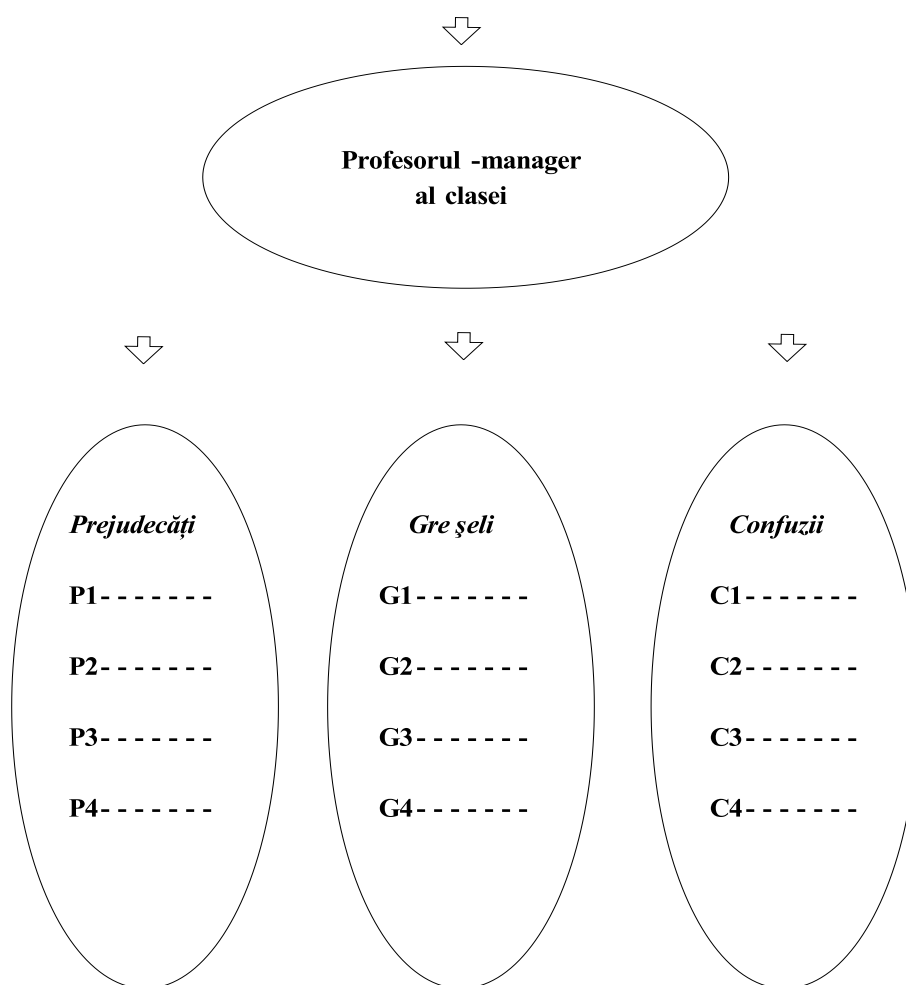 Profesorul -manager
al clasei
Prejudecăți
P1- - - - - - -
P2- - - - - - -
P3- - - - - - -
P4- - - - - - -
Gre şeli
G1- - - - - - -
G2- - - - - - -
G3- - - - - - -
G4- - - - - - -
Confuzii
C1- - - - - - -
C2- - - - - - -
C3- - - - - - -
C4- - - - - - -